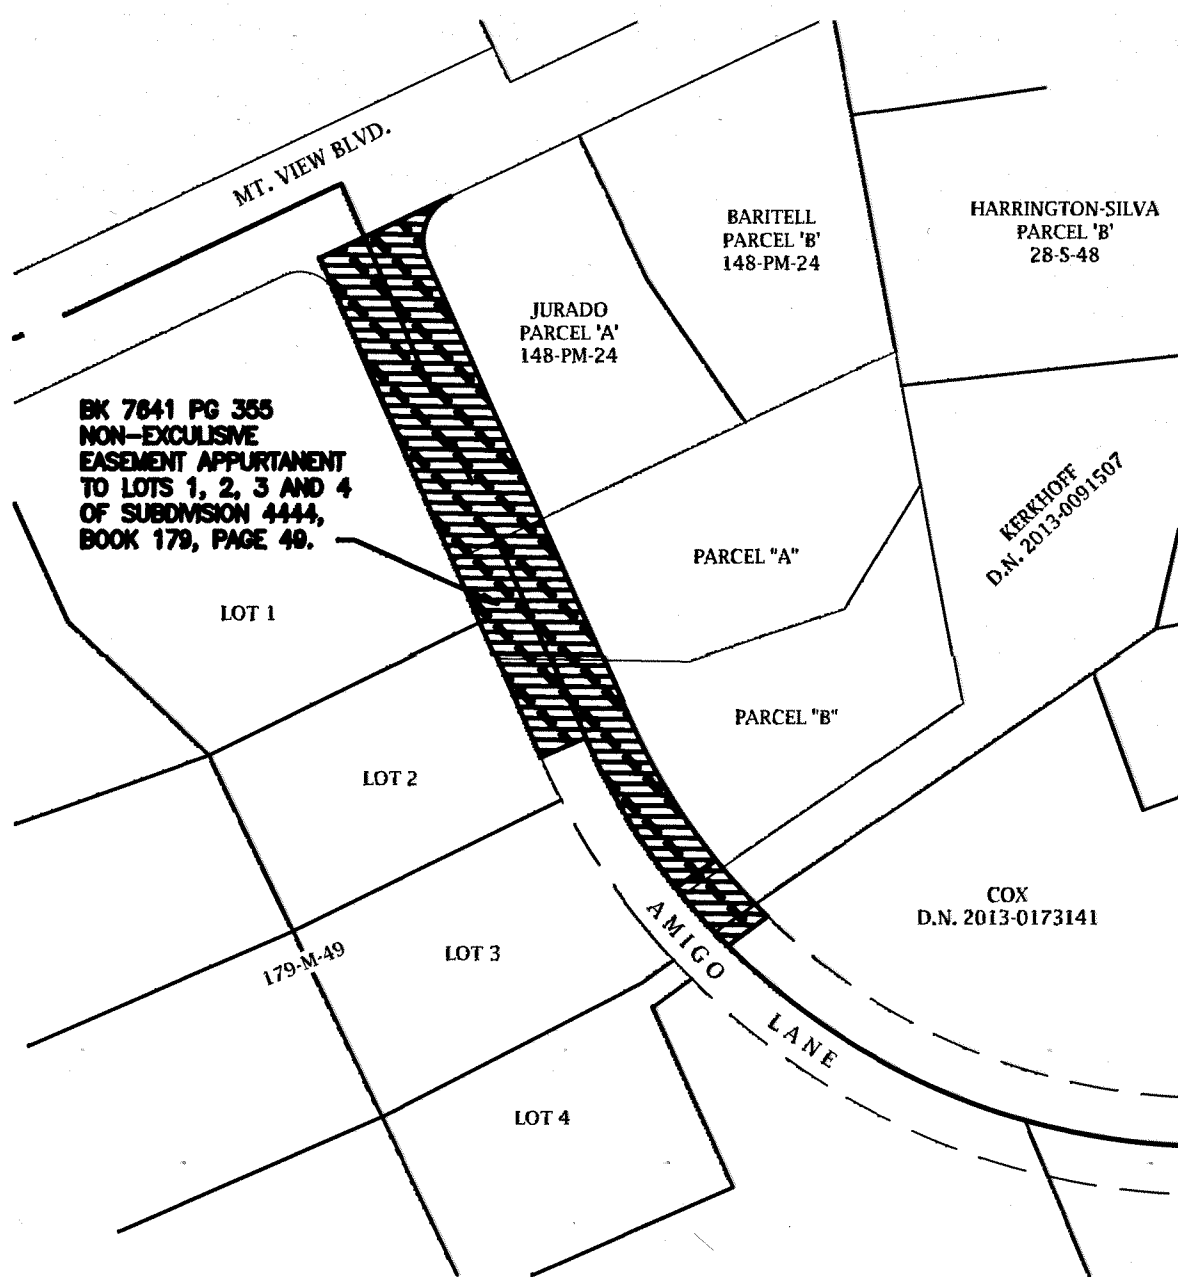 MT. VIEW BLVD.
BARITELL
PARCEL 'B'
148-PM-24
HARRINGTON-SILVA
PARCEL 'B'
28-S-48
JURADO
PARCEL 'A'
148-PM-24
BK 7641 PG 355
NON-EXCULISIVE
EASEMENT APPURTANENT
TO LOTS 1, 2, 3 AND 4
OF SUBDIVISION 4444,
BOOK 179, PAGE 49.
KERKHOFF
D.N. 2013-0091507
PARCEL "A"
LOT 1
PARCEL "B"
LOT 2
COX
D.N. 2013-0173141
AMIGO LANE
LOT 3
179-M-49
LOT 4